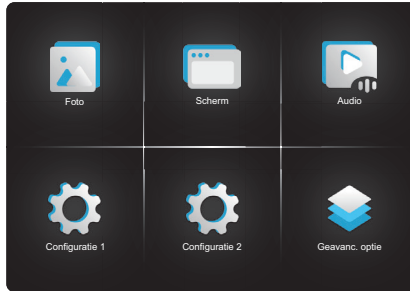 Foto
Scherm
Audio
Configuratie 1
Configuratie 2
Geavanc. optie